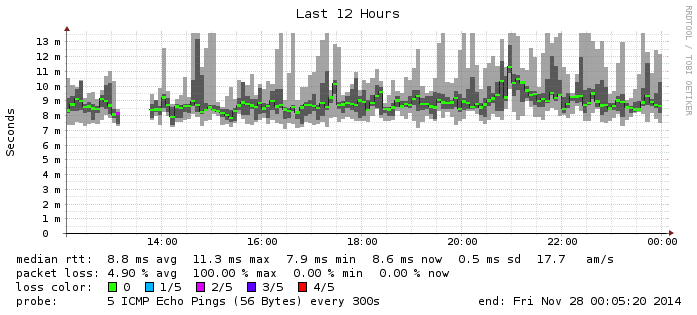 Last 12 Hours
RRDTOOL / TOBI OETIKER
Seconds
13 m
12 m
11 m
10 m
9 m
8 m
7 m
6 m
5 m
4 m
3 m
2 m
1 m
0
14:00 16:00 18:00 20:00 22:00 00:00
median rtt: 8.8 ms avg 11.3 ms max 7.9 ms min 8.6 ms now 0.5 ms sd 17.7 am/s
packet loss: 4.90 % avg 100.00 % max 0.00 % min 0.00 % now
loss color: 0 1/5 2/5 3/5 4/5
probe: 5 ICMP Echo Pings (56 Bytes) every 300s end: Fri Nov 28 00:05:20 2014